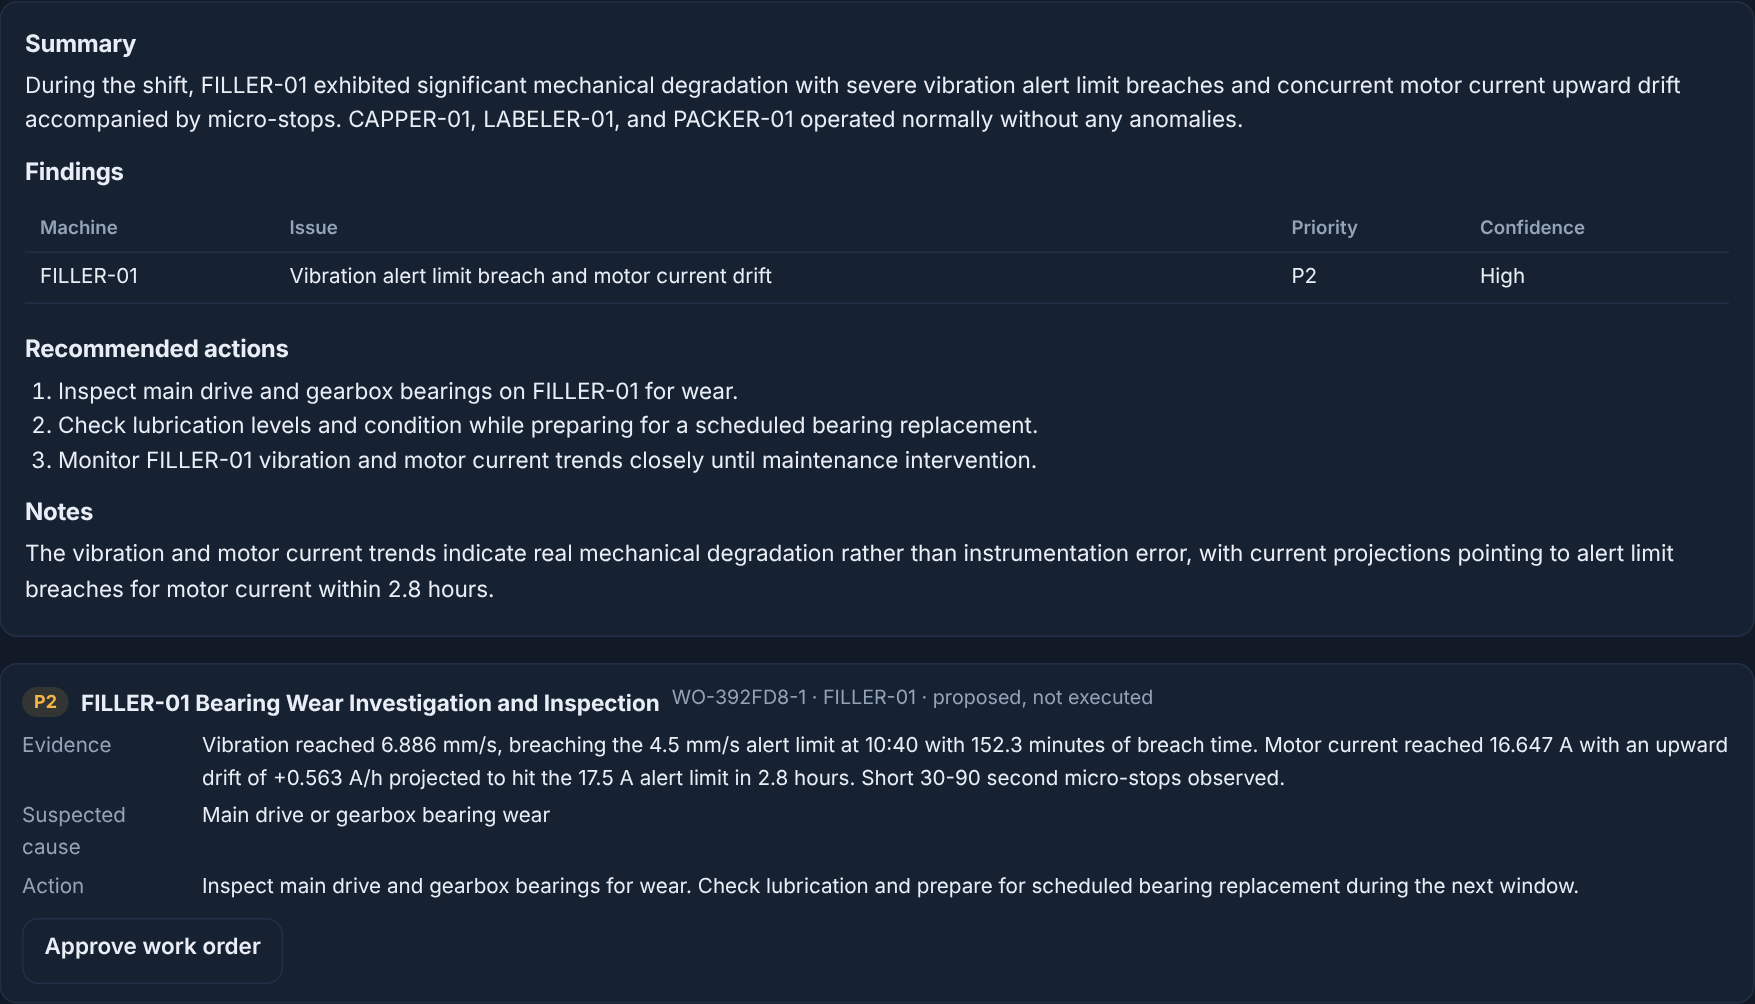 Summary
During the shift, FILLER-01 exhibited significant mechanical degradation with severe vibration alert limit breaches and concurrent motor current upward drift
accompanied by micro-stops. CAPPER-01, LABELER-01, and PACKER-01 operated normally without any anomalies.
Findings
Machine Issue Priority Confidence
FILLER-01 Vibration alert limit breach and motor current drift P2 High
Recommended actions
1. Inspect main drive and gearbox bearings on FILLER-01 for wear.
2. Check lubrication levels and condition while preparing for a scheduled bearing replacement.
3. Monitor FILLER-01 vibration and motor current trends closely until maintenance intervention.
Notes
The vibration and motor current trends indicate real mechanical degradation rather than instrumentation error, with current projections pointing to alert limit
breaches for motor current within 2.8 hours.
P2 FILLER-01 Bearing Wear Investigation and Inspection WO-392FD8-1 · FILLER-01 · proposed, not executed
Evidence Vibration reached 6.886 mm/s, breaching the 4.5 mm/s alert limit at 10:40 with 152.3 minutes of breach time. Motor current reached 16.647 A with an upward
drift of +0.563 A/h projected to hit the 17.5 A alert limit in 2.8 hours. Short 30-90 second micro-stops observed.
Suspected Main drive or gearbox bearing wear
cause
Action Inspect main drive and gearbox bearings for wear. Check lubrication and prepare for scheduled bearing replacement during the next window.
Approve work order